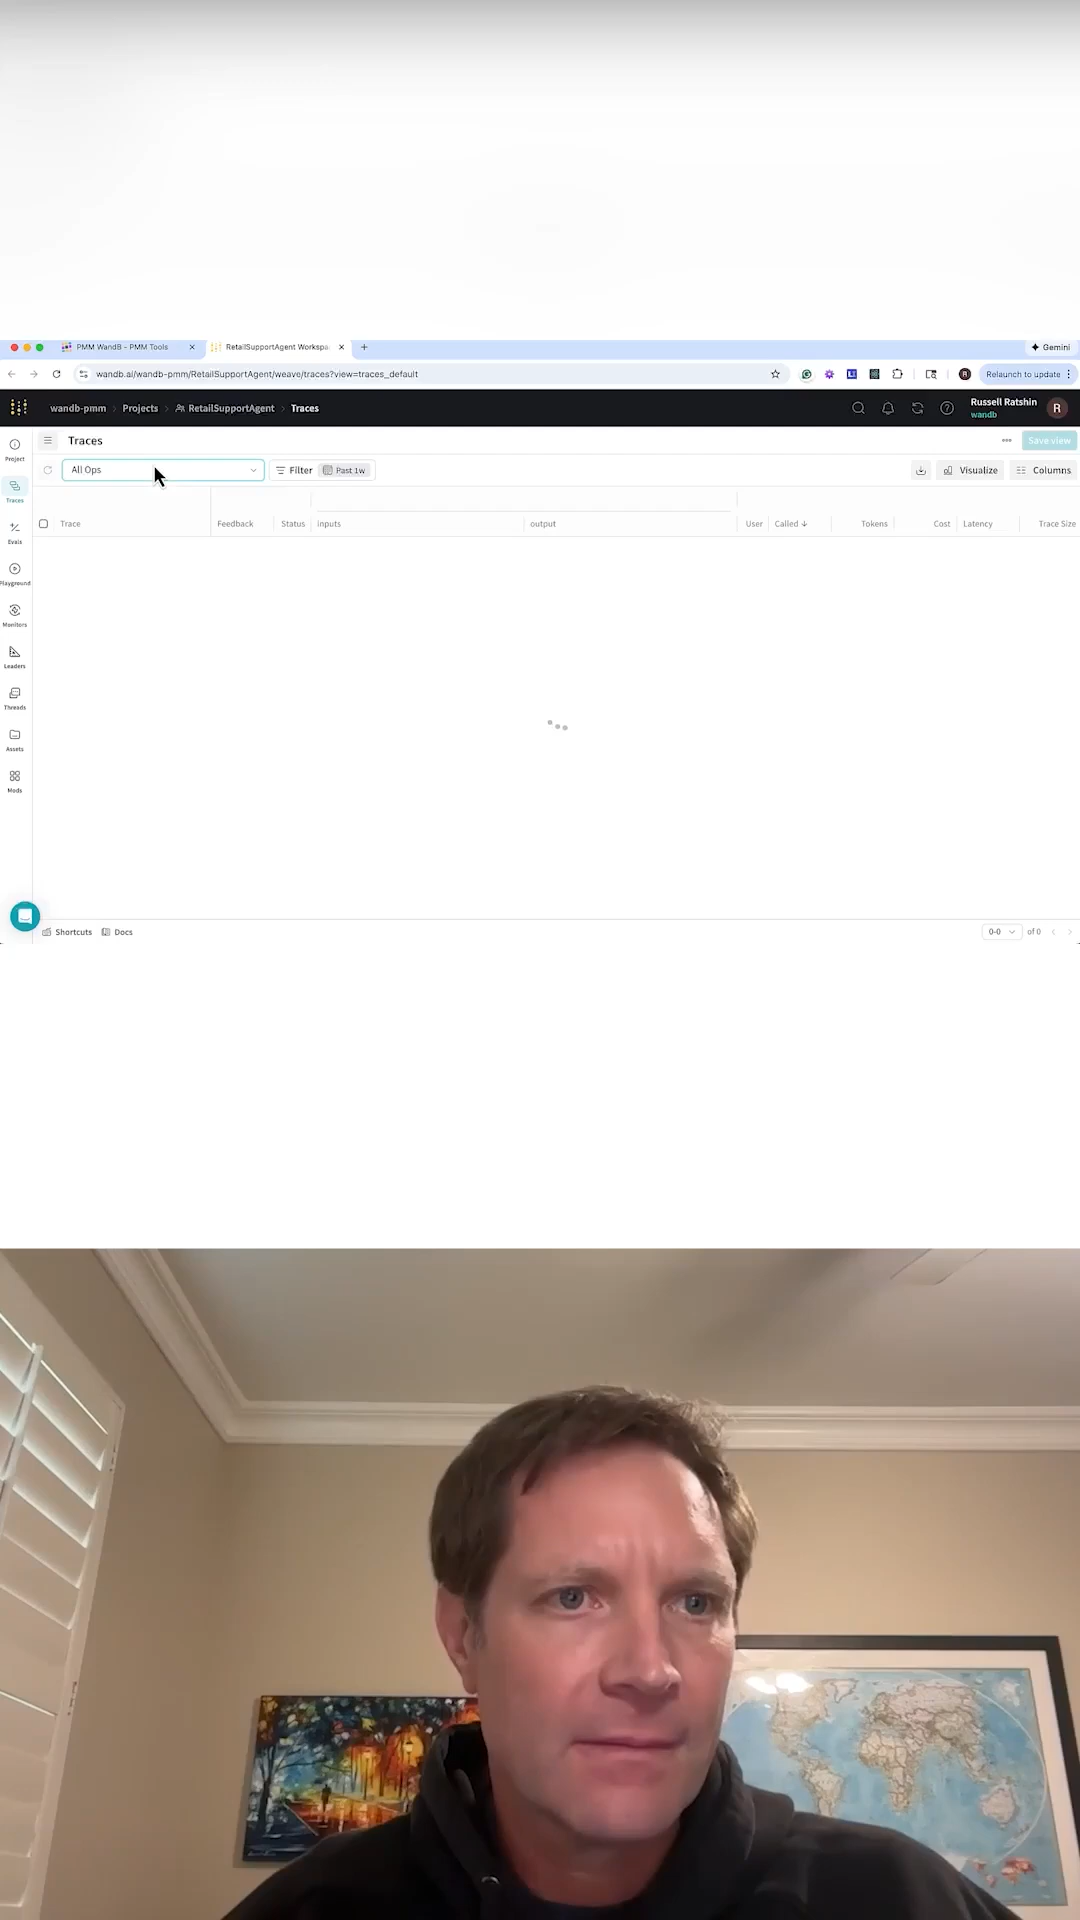 PMM WandB - PMM Tools
RetailSupportAgent Workspa
Gemini
wandb.ai/wandb-pmm/RetailSupportAgent/weave/traces?view=traces_default
R
Relaunch to update
wandb-pmm
Projects
RetailSupportAgent
Traces
Russell Ratshin
wandb
R
Project
Traces
Save view
All Ops
Filter
Past 1w
Visualize
Columns
Traces
Trace
Feedback
Status
inputs
output
User
Called
Tokens
Cost
Latency
Trace Size
Evals
Playground
Monitors
Leaders
Threads
Assets
Mods
Shortcuts
Docs
0-0
of 0